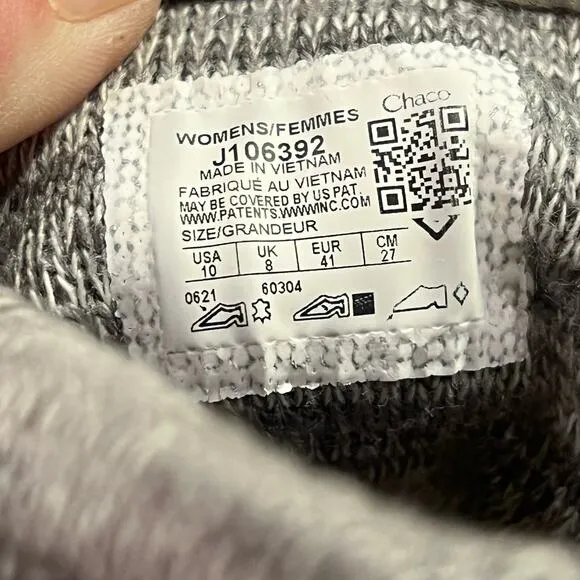 Chaco
WOMENS/FEMMES
J106392
MADE IN VIETNAM
FABRIQUÉ AU VIETNAM
MAY BE COVERED BY US PAT.
WWW.PATENTS.WWWINC.COM
SIZE/GRANDEUR
USA UK EUR CM
10 8 41 27
0621 60304